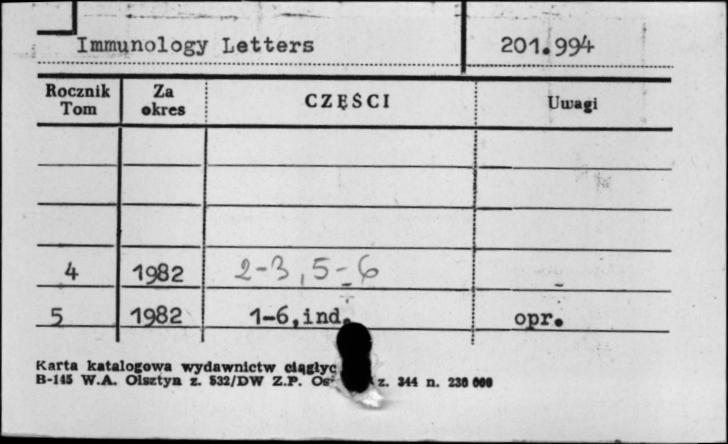 Immunology Letters 201.994
Rocznik Tom Za okres CZĘŚCI Uwagi
4 1982 2-3, 5-6
5 1982 1-6, ind. opr.
Karta katalogowa wydawnictw
B-145 W.A. Olsztyn z. 532/DW Z.P. z. 344 n. 230 000